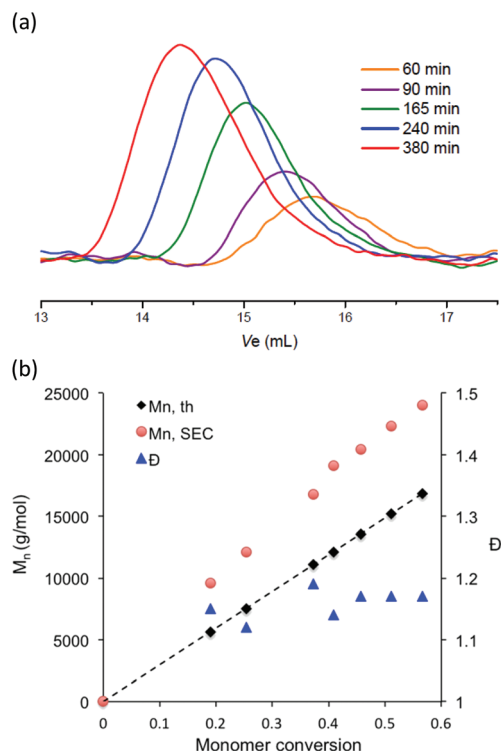 (a)
60 min
90 min
165 min
240 min
380 min
13 14 15 16 17
Ve (mL)
(b)
25000 1.5
Mn, th
Mn, SEC
Đ
20000 1.4
15000 1.3
10000 1.2
5000 1.1
0 1
Mn (g/mol)
Đ
0 0.1 0.2 0.3 0.4 0.5 0.6
Monomer conversion